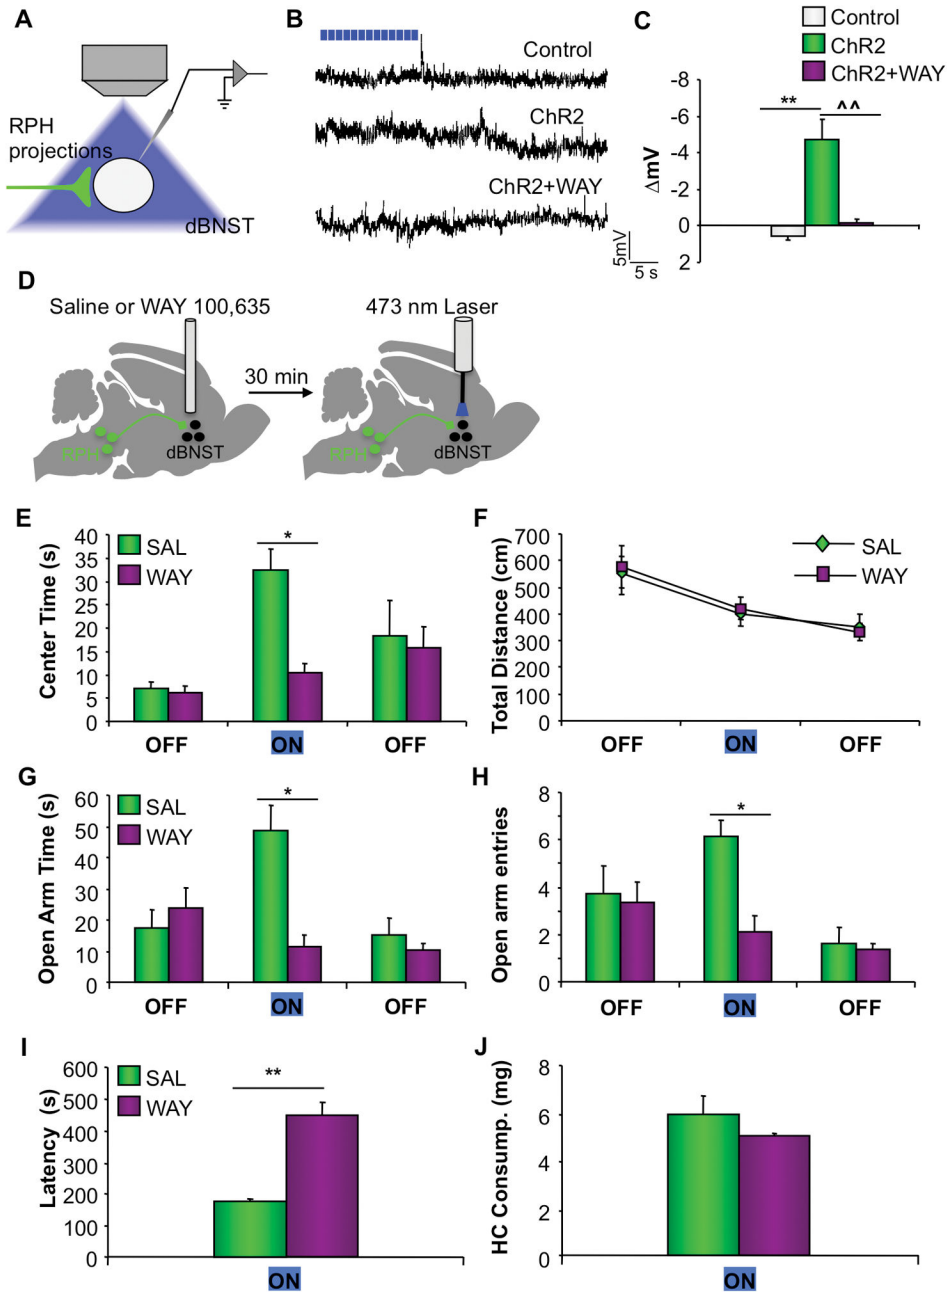 A
RPH
projections
dBNST
B
Control
ChR2
ChR2+WAY
5mV
5 s
C
Control
ChR2
ChR2+WAY
-8
-6
-4
-2
0
2
ΔmV
**
^^
D
Saline or WAY 100,635
473 nm Laser
30 min
RPH
dBNST
RPH
dBNST
E
Center Time (s)
40
35
30
25
20
15
10
5
0
SAL
WAY
*
OFF
ON
OFF
F
Total Distance (cm)
700
600
500
400
300
200
100
0
SAL
WAY
OFF
ON
OFF
G
Open Arm Time (s)
60
50
40
30
20
10
0
SAL
WAY
*
OFF
ON
OFF
H
Open arm entries
8
6
4
2
0
*
OFF
ON
OFF
I
Latency (s)
600
500
400
300
200
100
0
SAL
WAY
**
ON
J
HC Consump. (mg)
8
6
4
2
0
ON